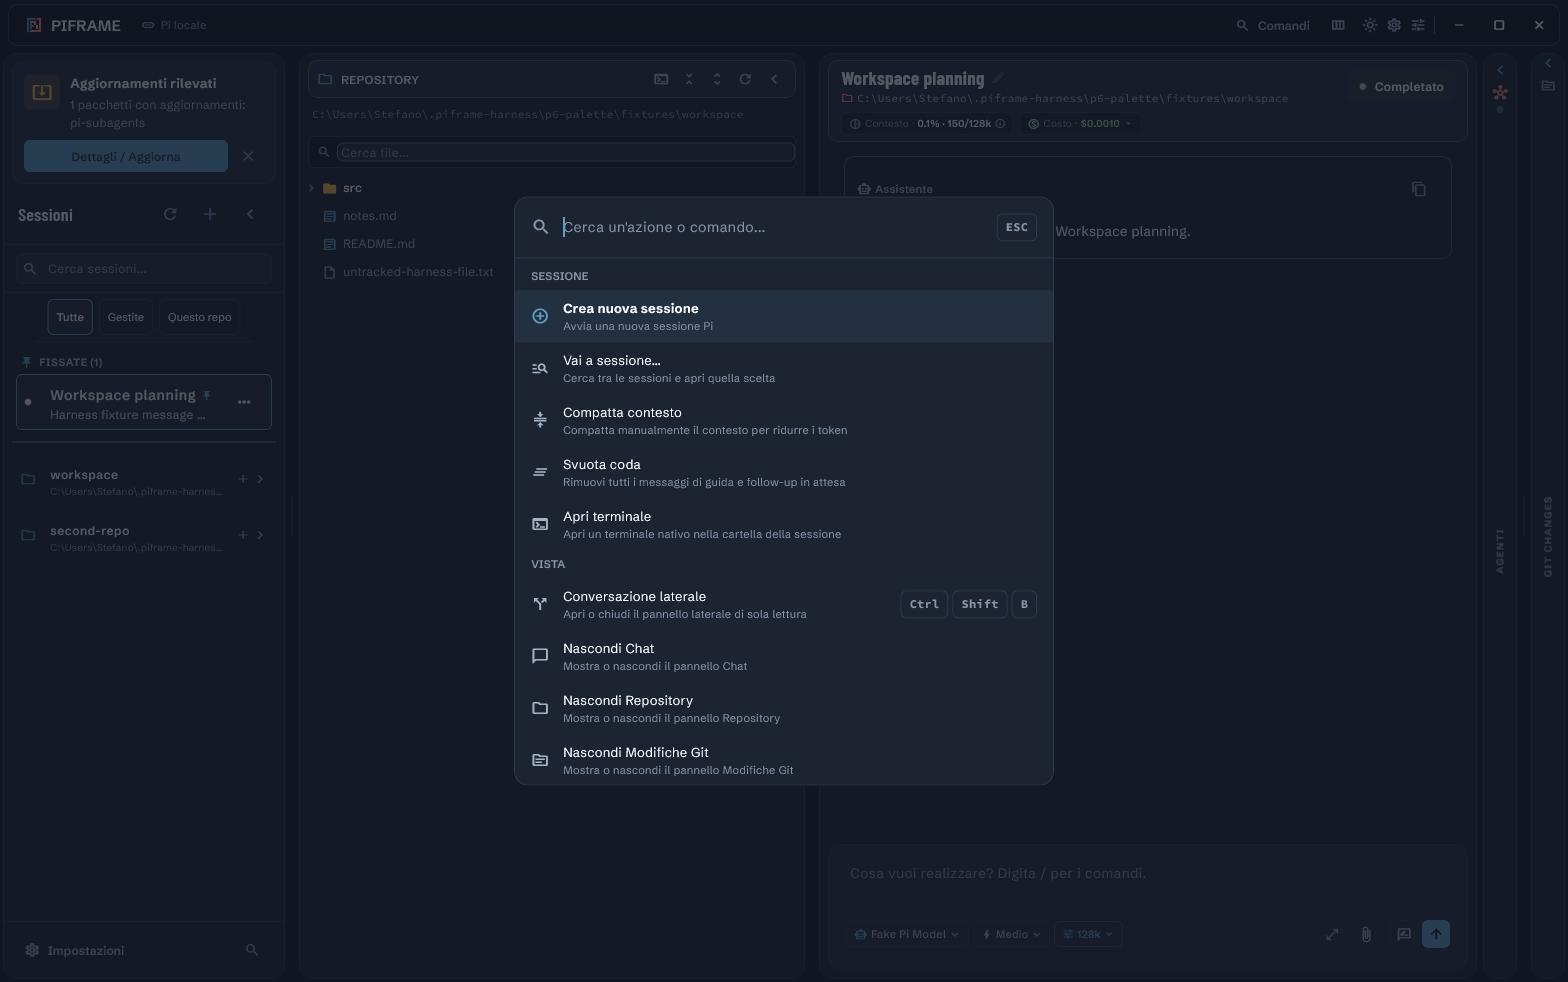 PIFRAME
Pi locale
Comandi
Aggiornamenti rilevati
1 pacchetti con aggiornamenti:
pi-subagents
Dettagli / Aggiorna
Sessioni
Cerca sessioni...
Tutte
Gestite
Questo repo
FISSATE (1)
Workspace planning
Harness fixture message ...
workspace
C:\Users\Stefano\.piframe-harnes...
second-repo
C:\Users\Stefano\.piframe-harnes...
Impostazioni
REPOSITORY
C:\Users\Stefano\.piframe-harness\p6-palette\fixtures\workspace
Cerca file...
src
notes.md
README.md
untracked-harness-file.txt
Cerca un'azione o comando...
ESC
SESSIONE
Crea nuova sessione
Avvia una nuova sessione Pi
Vai a sessione...
Cerca tra le sessioni e apri quella scelta
Compatta contesto
Compatta manualmente il contesto per ridurre i token
Svuota coda
Rimuovi tutti i messaggi di guida e follow-up in attesa
Apri terminale
Apri un terminale nativo nella cartella della sessione
VISTA
Conversazione laterale
Ctrl Shift B
Apri o chiudi il pannello laterale di sola lettura
Nascondi Chat
Mostra o nascondi il pannello Chat
Nascondi Repository
Mostra o nascondi il pannello Repository
Nascondi Modifiche Git
Mostra o nascondi il pannello Modifiche Git
Workspace planning
C:\Users\Stefano\.piframe-harness\p6-palette\fixtures\workspace
Completato
Contesto · 0.1% · 150/128k
Costo · $0.0010
Assistente
Workspace planning.
Cosa vuoi realizzare? Digita / per i comandi.
Fake Pi Model
Medio
128k
AGENTI
GIT CHANGES